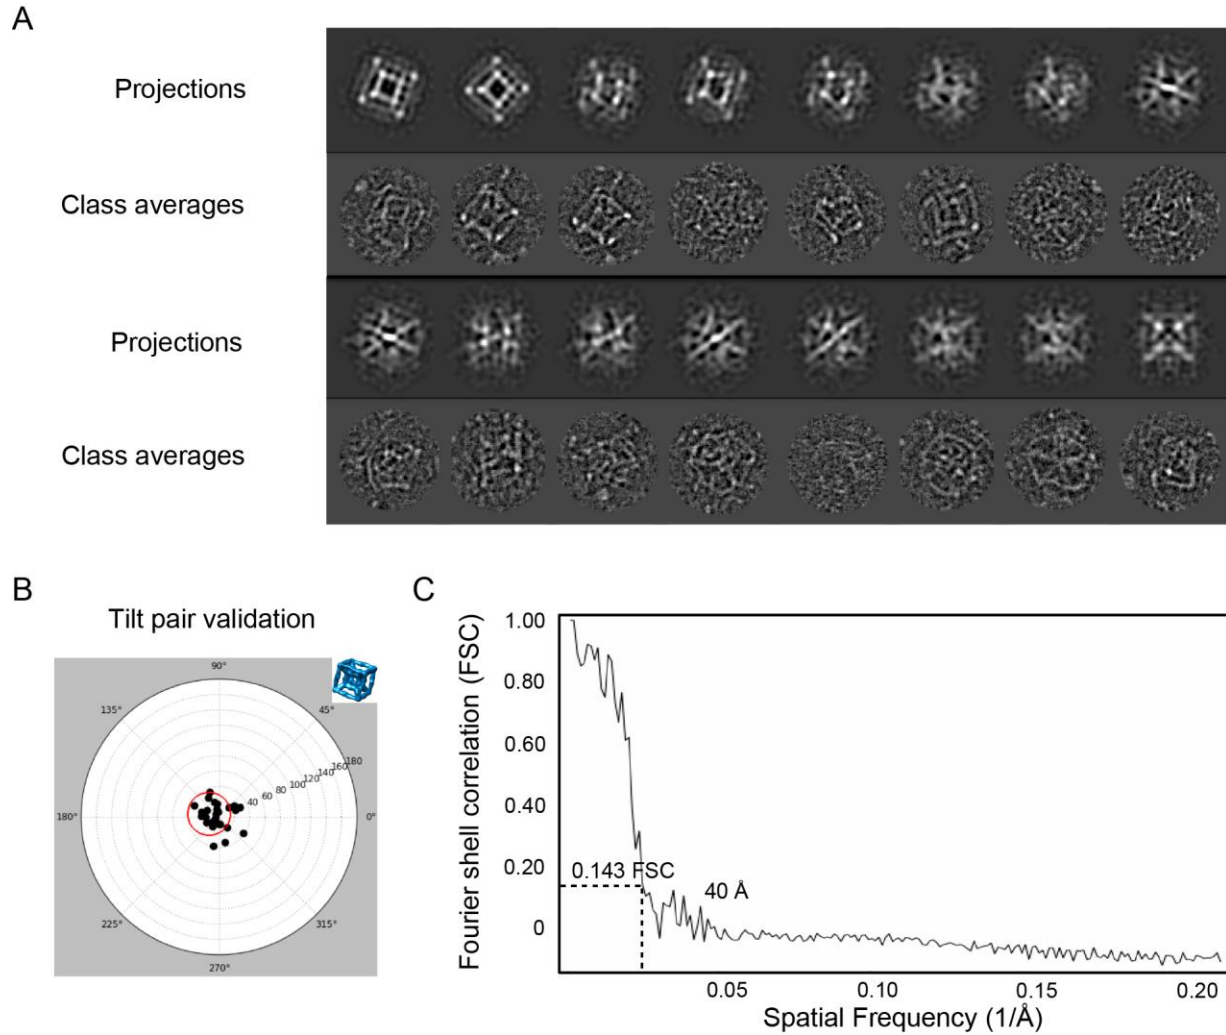 A
Projections
Class averages
Projections
Class averages
B
Tilt pair validation
90°
135°
45°
180
160
140
120
100
80
60
40
180°
0°
225°
315°
270°
C
Fourier shell correlation (FSC)
1.00
0.80
0.60
0.40
0.20
0
0.143 FSC
40 Å
0.05
0.10
0.15
0.20
Spatial Frequency (1/Å)